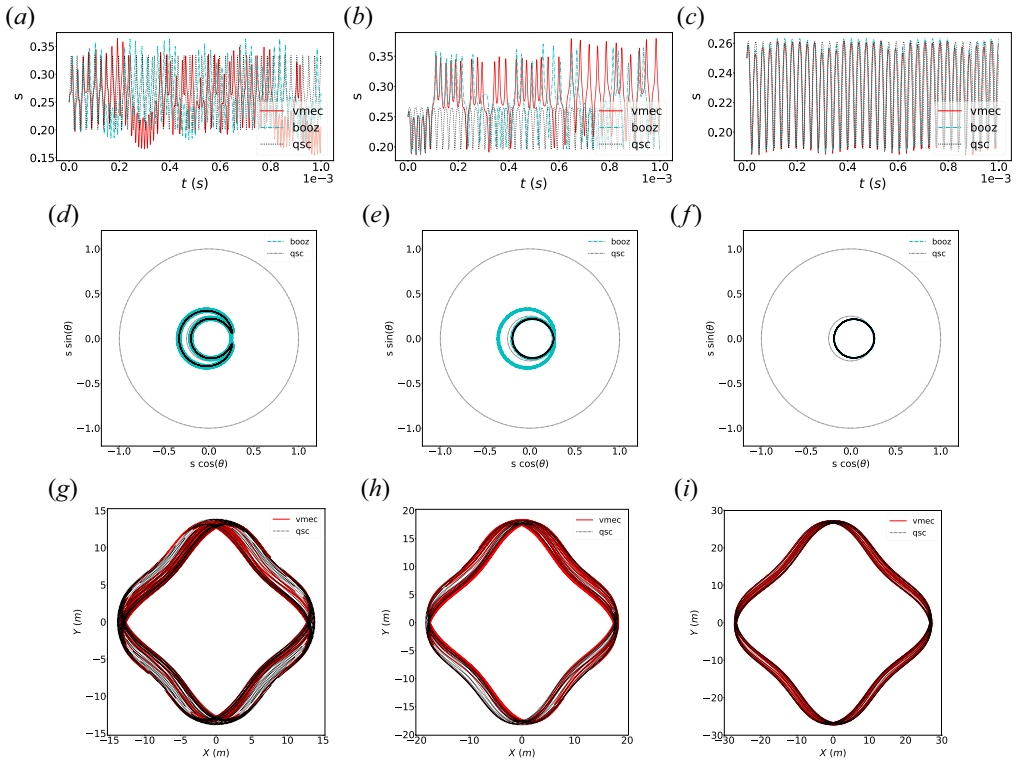 (a)
(b)
(c)
0.35
0.30
0.25
0.20
0.15
s
vmec
booz
qsc
0.0 0.2 0.4 0.6 0.8 1.0
1e−3
t (s)
0.35
0.30
0.25
0.20
s
vmec
booz
qsc
0.0 0.2 0.4 0.6 0.8 1.0
1e−3
t (s)
0.26
0.24
0.22
0.20
s
vmec
booz
qsc
0.0 0.2 0.4 0.6 0.8 1.0
1e−3
t (s)
(d)
(e)
(f)
booz
qsc
1.0
0.5
0.0
−0.5
−1.0
s sin(θ)
−1.0 −0.5 0.0 0.5 1.0
s cos(θ)
booz
qsc
1.0
0.5
0.0
−0.5
−1.0
s sin(θ)
−1.0 −0.5 0.0 0.5 1.0
s cos(θ)
booz
qsc
1.0
0.5
0.0
−0.5
−1.0
s sin(θ)
−1.0 −0.5 0.0 0.5 1.0
s cos(θ)
(g)
(h)
(i)
vmec
qsc
15
10
5
0
−5
−10
−15
Y (m)
−15 −10 −5 0 5 10 15
X (m)
vmec
qsc
20
15
10
5
0
−5
−10
−15
−20
Y (m)
−20 −10 0 10 20
X (m)
vmec
qsc
30
20
10
0
−10
−20
−30
Y (m)
−30 −20 −10 0 10 20 30
X (m)